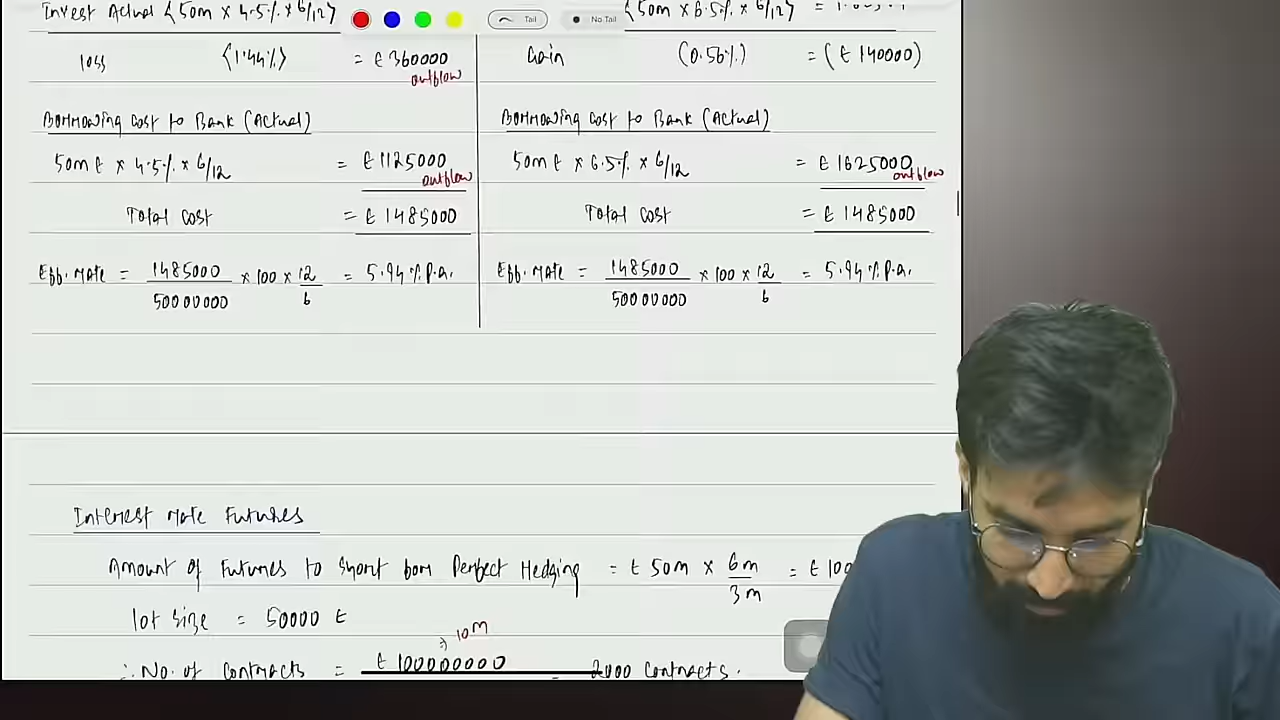 Invest Actual (50m x 4.5% x 6/12)
Tail
No Tail
(50m x 6.5% x 6/12) =
loss (1.44%) = € 360000
outflow
Gain (0.56%) = (€ 140000)
Borrowing Cost to Bank (Actual)
50m € x 4.5% x 6/12 = € 1125000
outflow
Total Cost = € 1485000
Eff. Rate = 1485000 x 100 x 12 = 5.94% p.a.
50000000 6
Borrowing Cost to Bank (Actual)
50m € x 6.5% x 6/12 = € 1625000
outflow
Total Cost = € 1485000
Eff. Rate = 1485000 x 100 x 12 = 5.94% p.a.
50000000 6
Interest Rate Futures
Amount of Futures to Short for Perfect Hedging = € 50m x 6m = € 100
3m
lot size = 50000 €
10m
∴ No. of contracts = € 100000000 = 2000 contracts.